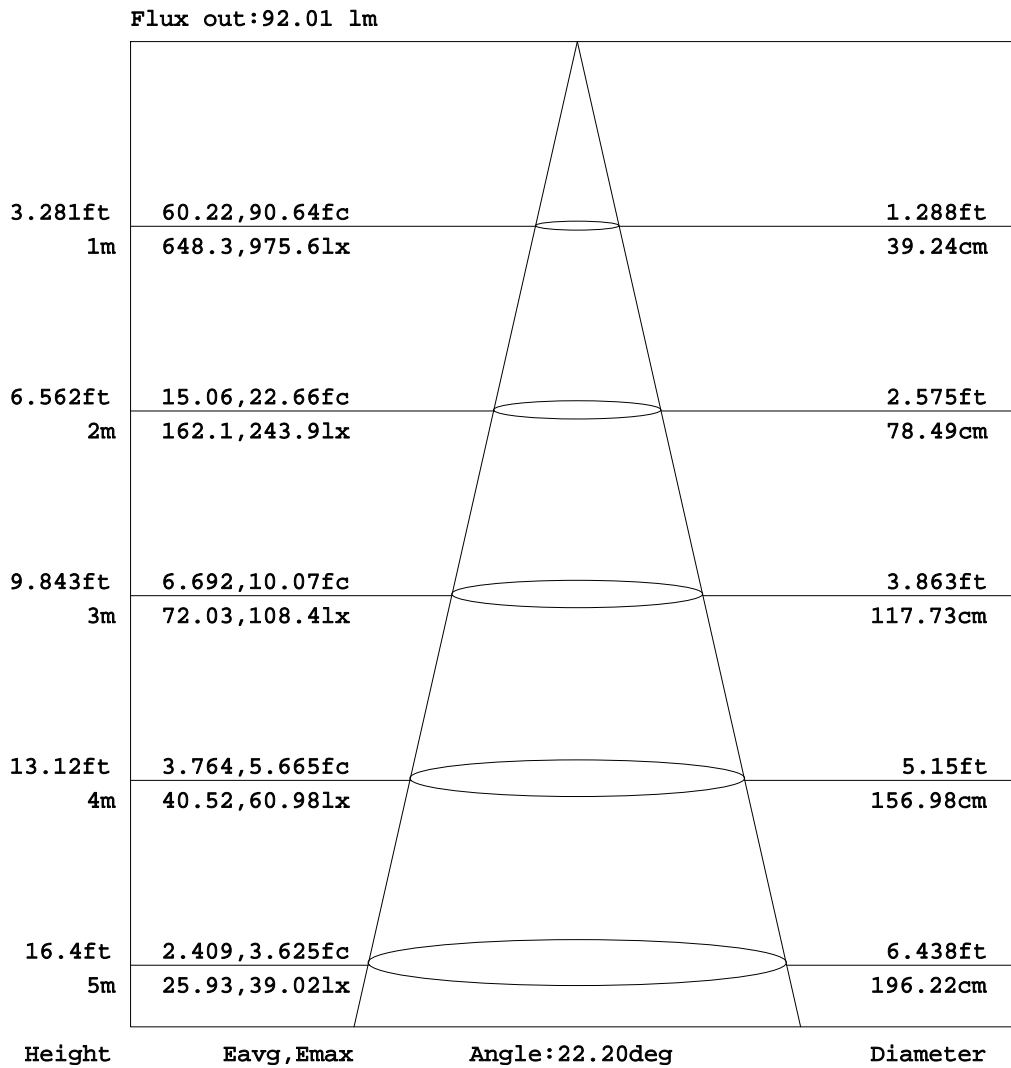 Flux out:92.01 lm
3.281ft 60.22,90.64fc 1.288ft
1m 648.3,975.6lx 39.24cm
6.562ft 15.06,22.66fc 2.575ft
2m 162.1,243.9lx 78.49cm
9.843ft 6.692,10.07fc 3.863ft
3m 72.03,108.4lx 117.73cm
13.12ft 3.764,5.665fc 5.15ft
4m 40.52,60.98lx 156.98cm
16.4ft 2.409,3.625fc 6.438ft
5m 25.93,39.02lx 196.22cm
Height Eavg,Emax Angle:22.20deg Diameter